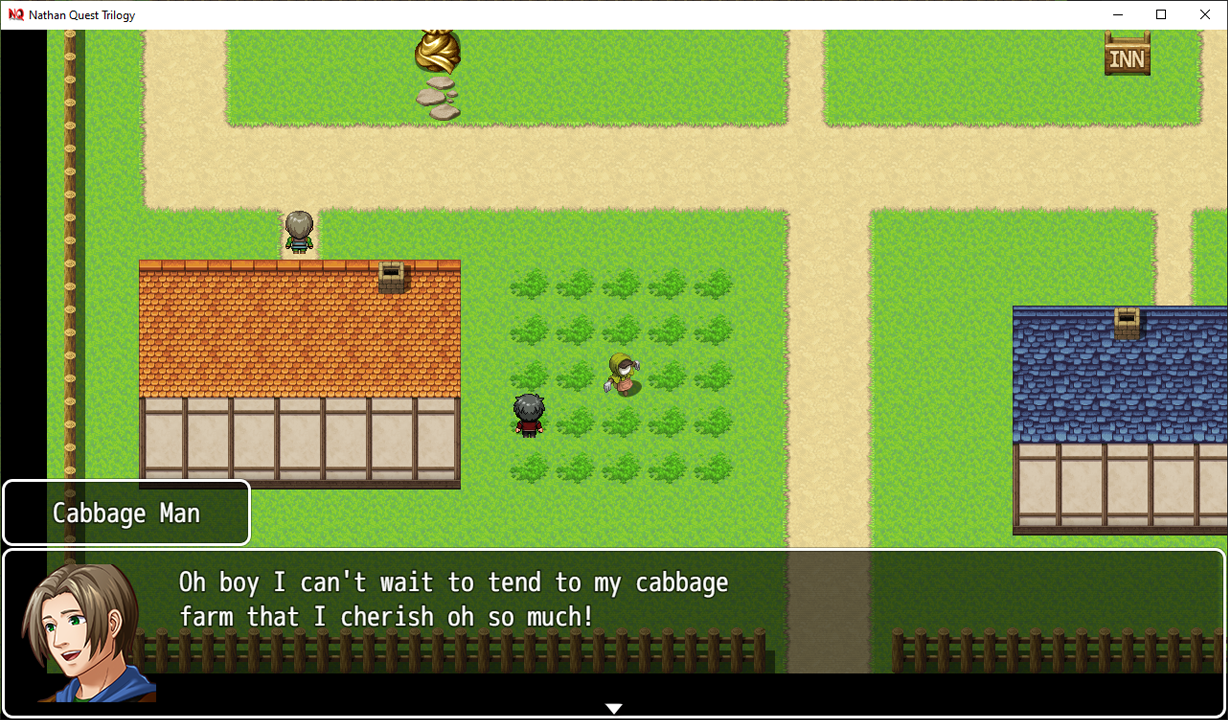 NQ Nathan Quest Trilogy
INN
Cabbage Man
Oh boy I can't wait to tend to my cabbage
farm that I cherish oh so much!